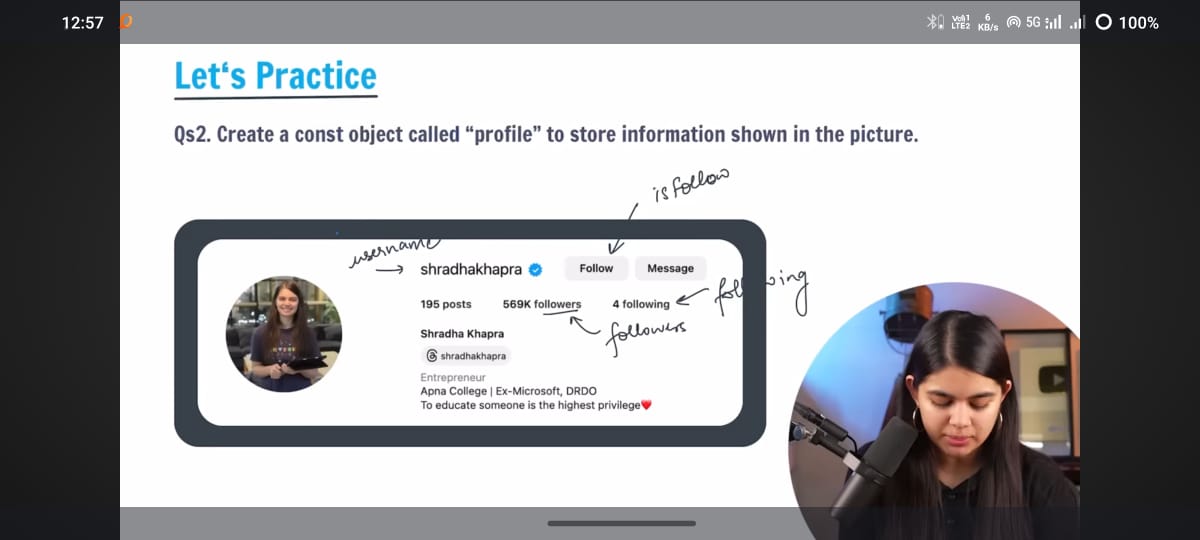 12:57
Vo)) 1 LTE2 6 KB/s 5G 100%
Let's Practice
Qs2. Create a const object called “profile” to store information shown in the picture.
is follow
username
shradhakhapra Follow Message
195 posts 569K followers 4 following
following
followers
Shradha Khapra
shradhakhapra
Entrepreneur
Apna College | Ex-Microsoft, DRDO
To educate someone is the highest privilege❤️